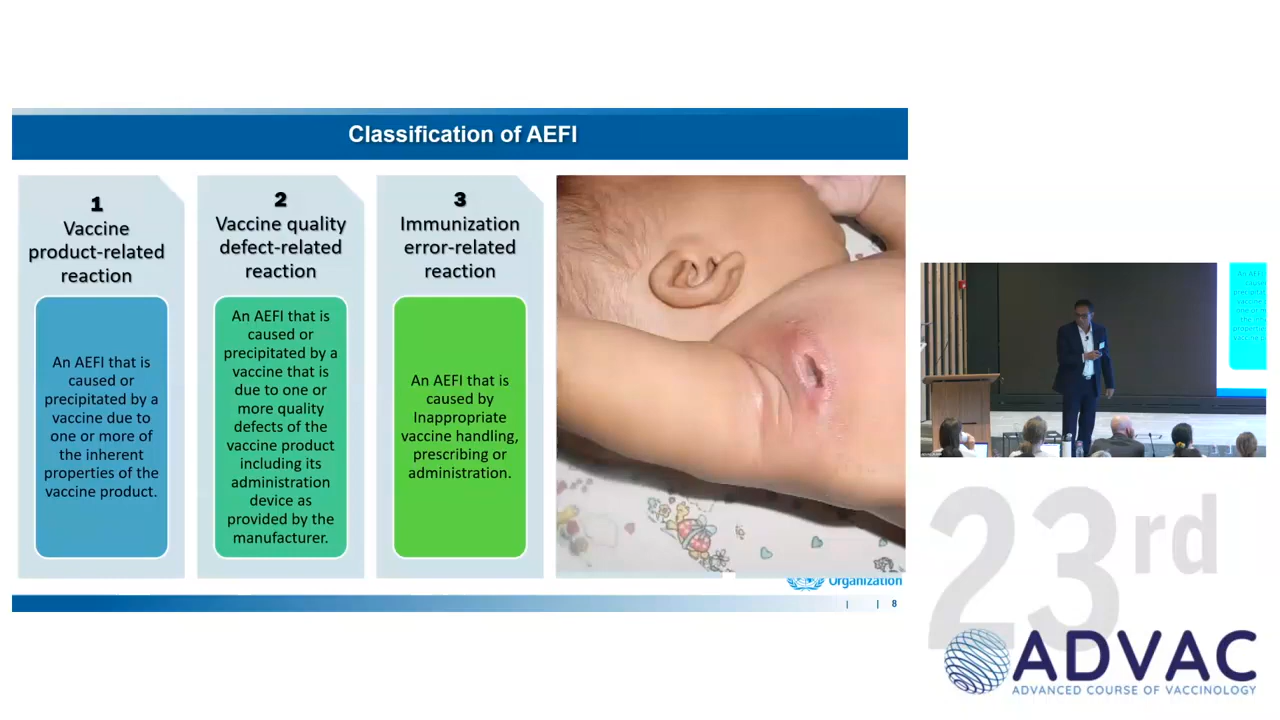 Classification of AEFI
1
Vaccine
product-related
reaction
An AEFI that is
caused or
precipitated by a
vaccine due to
one or more of
the inherent
properties of the
vaccine product.
2
Vaccine quality
defect-related
reaction
An AEFI that is
caused or
precipitated by a
vaccine that is
due to one or
more quality
defects of the
vaccine product
including its
administration
device as
provided by the
manufacturer.
3
Immunization
error-related
reaction
An AEFI that is
caused by
Inappropriate
vaccine handling,
prescribing or
administration.
Organization
| | 8
23rd
ADVAC
ADVANCED COURSE OF VACCINOLOGY